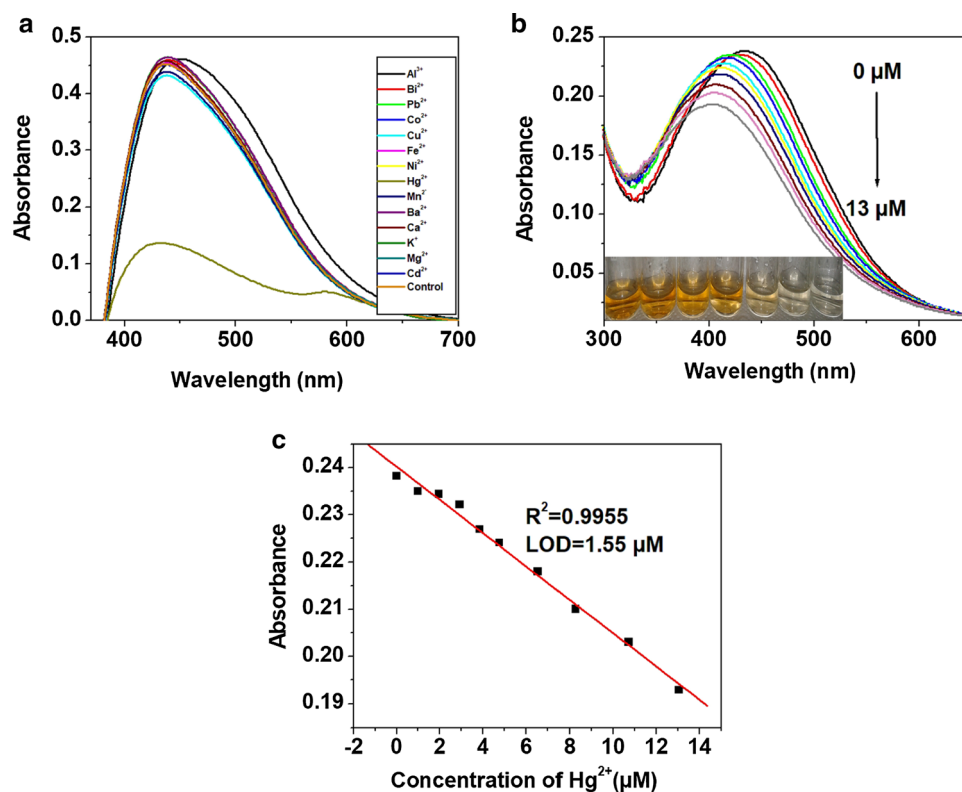 a
0.5
0.4
0.3
0.2
0.1
0.0
Absorbance
400
500
600
700
Wavelength (nm)
Al³⁺
Bi²⁺
Pb²⁺
Co²⁺
Cu²⁺
Fe²⁺
Ni²⁺
Hg²⁺
Mn²⁻
Ba²⁺
Ca²⁺
K⁺
Mg²⁺
Cd²⁺
Control
b
0.25
0.20
0.15
0.10
0.05
Absorbance
300
400
500
600
Wavelength (nm)
0 µM
13 µM
c
0.24
0.23
0.22
0.21
0.20
0.19
Absorbance
-2
0
2
4
6
8
10
12
14
Concentration of Hg²⁺(µM)
R²=0.9955
LOD=1.55 µM